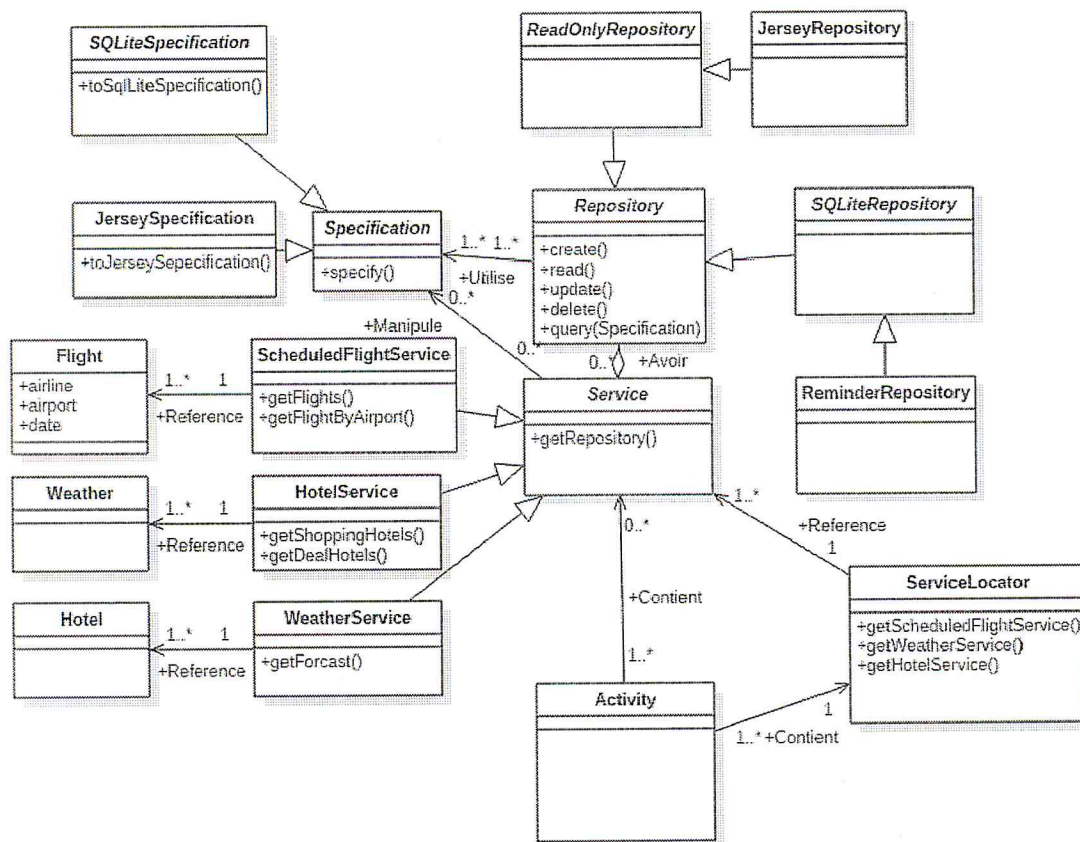 SQLiteSpecification
+toSqlLiteSpecification()
ReadOnlyRepository
JerseyRepository
JerseySpecification
+toJerseySepecification()
Specification
+specify()
1..* 1..*
+Utilise
Repository
+create()
+read()
+update()
+delete()
+query(Specification)
SQLiteRepository
0..*
+Manipule
0..*
0..*
+Avoir
Flight
+airline
+airport
+date
1..* 1
+Reference
ScheduledFlightService
+getFlights()
+getFlightByAirport()
Service
+getRepository()
ReminderRepository
Weather
1..* 1
+Reference
HotelService
+getShoppingHotels()
+getDealHotels()
0..*
1..*
+Reference
1
+Contient
Hotel
1..* 1
+Reference
WeatherService
+getForcast()
ServiceLocator
+getScheduledFlightService()
+getWeatherService()
+getHotelService()
1..*
Activity
1
1..* +Contient